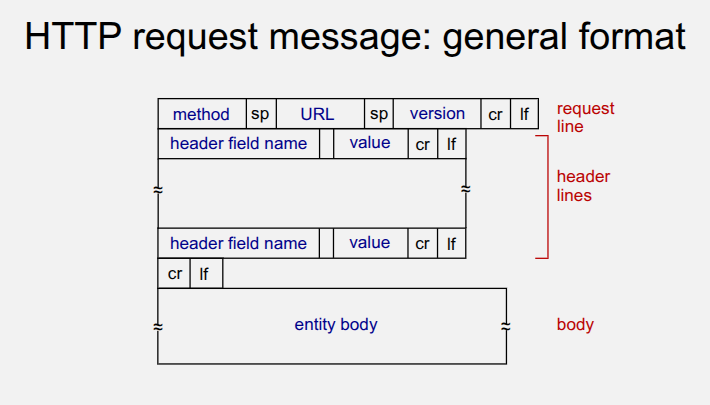 HTTP request message: general format
method sp URL sp version cr lf
request
line
header field name value cr lf
header
lines
header field name value cr lf
cr lf
entity body
body